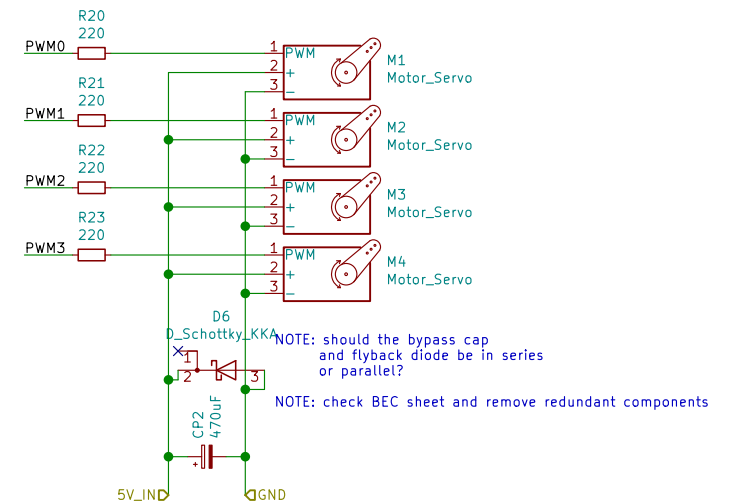 R20
220
PWM0
1
PWM
2
+
3
−
M1
Motor_Servo
R21
220
PWM1
1
PWM
2
+
3
−
M2
Motor_Servo
R22
220
PWM2
1
PWM
2
+
3
−
M3
Motor_Servo
R23
220
PWM3
1
PWM
2
+
3
−
M4
Motor_Servo
D6
D_Schottky_KKA
1
2
3
NOTE: should the bypass cap
and flyback diode be in series
or parallel?
NOTE: check BEC sheet and remove redundant components
CP2
470uF
+
5V_IN
GND